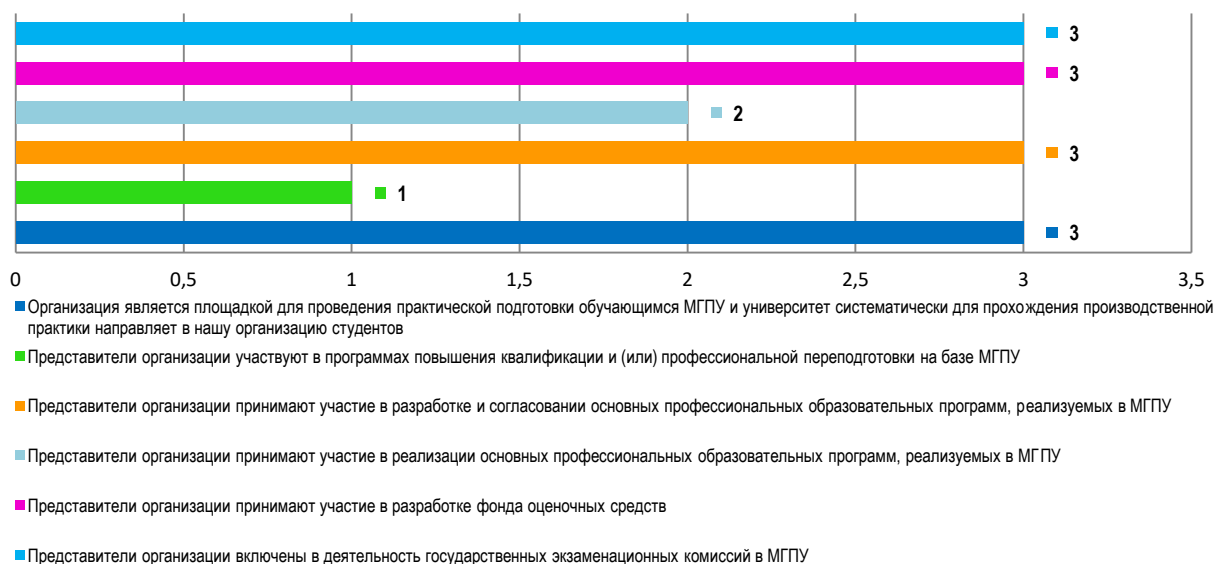 3
3
2
3
1
3
0 0,5 1 1,5 2 2,5 3 3,5
Организация является площадкой для проведения практической подготовки обучающимся МГПУ и университет систематически для прохождения производственной
практики направляет в нашу организацию студентов
Представители организации участвуют в программах повышения квалификации и (или) профессиональной переподготовки на базе МГПУ
Представители организации принимают участие в разработке и согласовании основных профессиональных образовательных программ, реализуемых в МГПУ
Представители организации принимают участие в реализации основных профессиональных образовательных программ, реализуемых в МГПУ
Представители организации принимают участие в разработке фонда оценочных средств
Представители организации включены в деятельность государственных экзаменационных комиссий в МГПУ